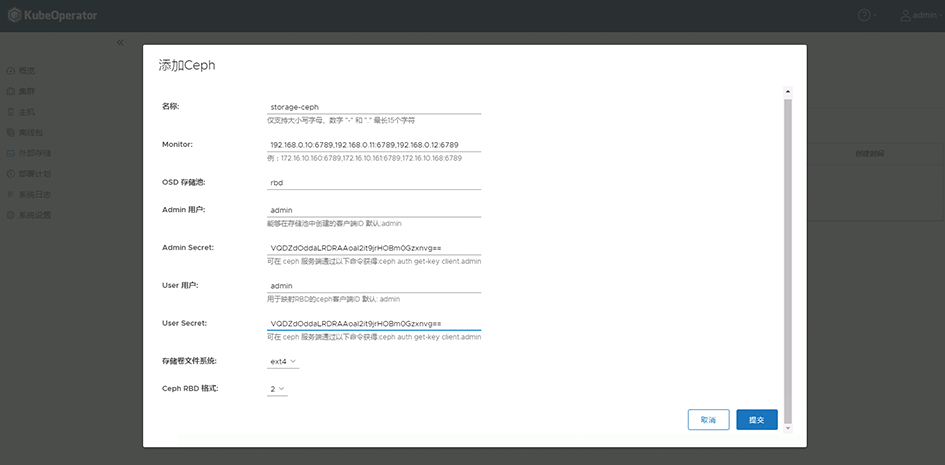 KubeOperator
admin
添加Ceph
概览
集群
主机
离线包
外部存储
部署计划
系统日志
系统设置
创建时间
名称: storage-ceph
仅支持大小写字母、数字 "-" 和 "." 最长15个字符
Monitor: 192.168.0.10:6789,192.168.0.11:6789,192.168.0.12:6789
例：172.16.10.160:6789,172.16.10.161:6789,172.16.10.168:6789
OSD 存储池: rbd
Admin 用户: admin
能够在存储池中创建的客户端ID 默认:admin
Admin Secret: VQDZdOddaLRDRAAoaI2it9jrHOBm0Gzxnvg==
可在 ceph 服务端通过以下命令获得:ceph auth get-key client.admin
User 用户: admin
用于映射RBD的ceph客户端ID 默认: admin
User Secret: VQDZdOddaLRDRAAoaI2it9jrHOBm0Gzxnvg==
可在 ceph 服务端通过以下命令获得:ceph auth get-key client.admin
存储卷文件系统: ext4
Ceph RBD 格式: 2
取消 提交